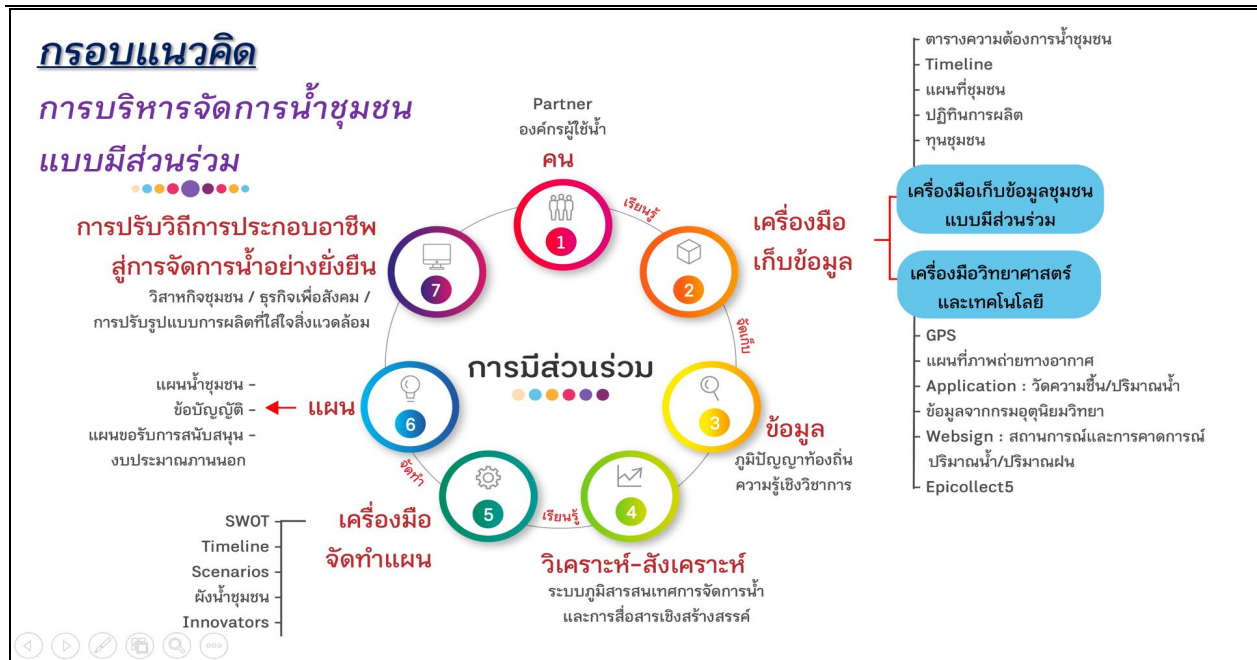 กรอบแนวคิด
การบริหารจัดการน้ำชุมชน
แบบมีส่วนร่วม
Partner
องค์กรผู้ใช้น้ำ
คน
1
เรียนรู้
เครื่องมือ
เก็บข้อมูล
2
- ตารางความต้องการน้ำชุมชน
- Timeline
- แผนที่ชุมชน
- ปฏิทินการผลิต
- ทุนชุมชน
เครื่องมือเก็บข้อมูลชุมชน
แบบมีส่วนร่วม
เครื่องมือวิทยาศาสตร์
และเทคโนโลยี
- GPS
- แผนที่ภาพถ่ายทางอากาศ
- Application : วัดความชื้น/ปริมาณน้ำ
- ข้อมูลจากกรมอุตุนิยมวิทยา
- Websign : สถานการณ์และการคาดการณ์
ปริมาณน้ำ/ปริมาณฝน
- Epicollect5
จัดเก็บ
3
ข้อมูล
ภูมิปัญญาท้องถิ่น
ความรู้เชิงวิชาการ
4
วิเคราะห์-สังเคราะห์
ระบบภูมิสารสนเทศการจัดการน้ำ
และการสื่อสารเชิงสร้างสรรค์
เรียนรู้
5
เครื่องมือ
จัดทำแผน
SWOT
Timeline
Scenarios
ผังน้ำชุมชน
Innovators
จัดทำ
6
แผน
แผนน้ำชุมชน -
ข้อบัญญัติ -
แผนขอรับการสนับสนุน -
งบประมาณภานนอก
7
การปรับวิถีการประกอบอาชีพ
สู่การจัดการน้ำอย่างยั่งยืน
วิสาหกิจชุมชน / ธุรกิจเพื่อสังคม /
การปรับรูปแบบการผลิตที่ใส่ใจสิ่งแวดล้อม
การมีส่วนร่วม